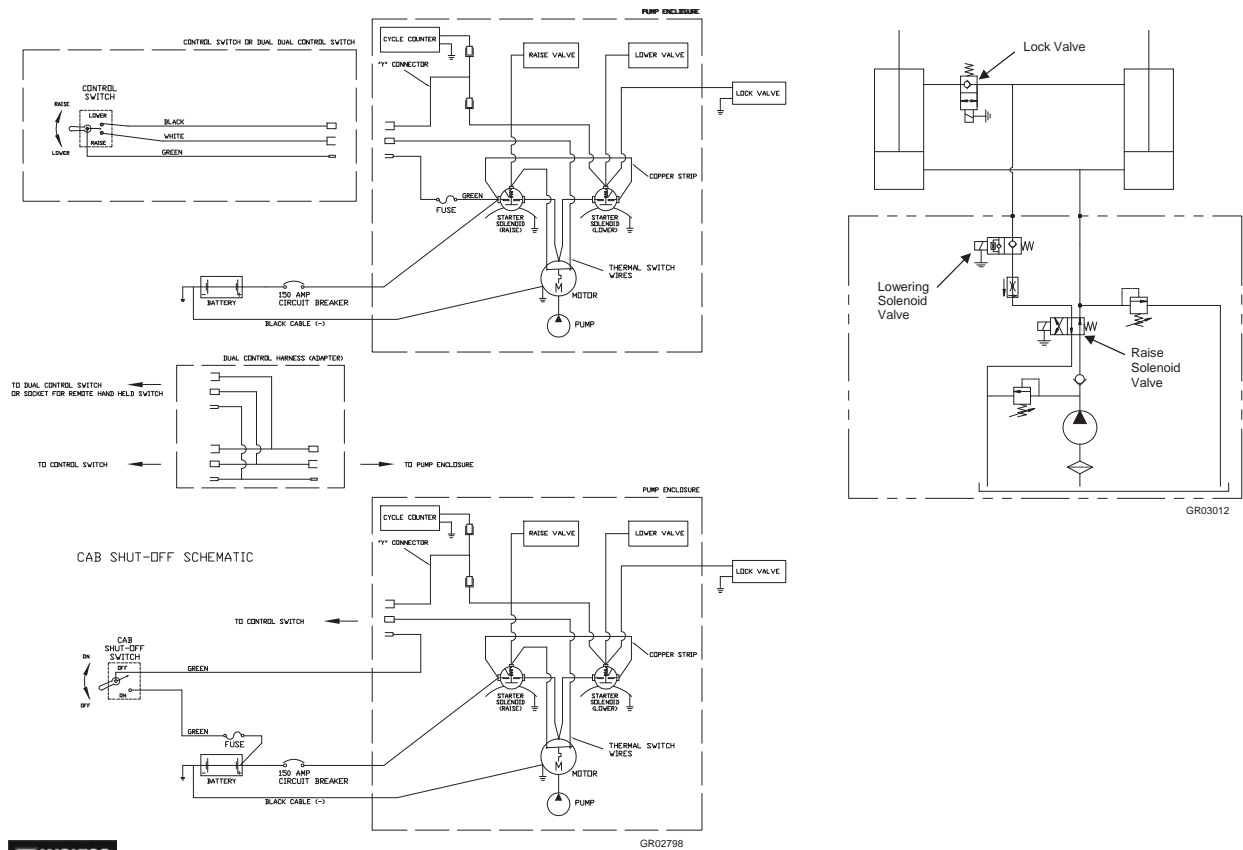 PUMP ENCLOSURE
CONTROL SWITCH OR DUAL DUAL CONTROL SWITCH
CONTROL
SWITCH
RAISE
LOWER
LOWER
RAISE
BLACK
WHITE
GREEN
CYCLE COUNTER
"Y" CONNECTOR
RAISE VALVE
LOWER VALVE
LOCK VALVE
COPPER STRIP
GREEN
FUSE
STARTER
SOLENOID
(RAISE)
STARTER
SOLENOID
(LOWER)
THERMAL SWITCH
WIRES
M
MOTOR
PUMP
BATTERY
150 AMP
CIRCUIT BREAKER
BLACK CABLE (-)
DUAL CONTROL HARNESS (ADAPTER)
TO DUAL CONTROL SWITCH
OR SOCKET FOR REMOTE HAND HELD SWITCH
TO CONTROL SWITCH
TO PUMP ENCLOSURE
PUMP ENCLOSURE
CAB SHUT-OFF SCHEMATIC
CYCLE COUNTER
"Y" CONNECTOR
RAISE VALVE
LOWER VALVE
LOCK VALVE
TO CONTROL SWITCH
CAB
SHUT-OFF
SWITCH
ON
OFF
OFF
ON
GREEN
GREEN
FUSE
COPPER STRIP
STARTER
SOLENOID
(RAISE)
STARTER
SOLENOID
(LOWER)
THERMAL SWITCH
WIRES
M
MOTOR
PUMP
BATTERY
150 AMP
CIRCUIT BREAKER
BLACK CABLE (-)
GR02798
Lock Valve
Lowering
Solenoid
Valve
Raise
Solenoid
Valve
GR03012